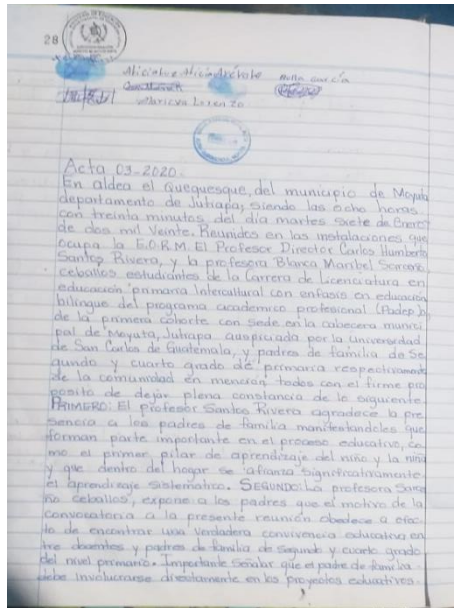 28
Alicia Arévalo
García
Acta 03-2020.
En aldea el Quequesque, del municipio de Moyuta
departamento de Jutiapa, siendo las ocho horas
con treinta minutos del día martes Siete de Enero
de dos mil Veinte. Reunidos en las instalaciones que
ocupa la E.O.R.M. El Profesor Director Carlos Humberto
Santos Rivera, y la profesora Blanca Maribel
ceballos estudiantes de la Carrera de Licenciatura en
educación primaria Intercultural con enfasis en educación
bilingue del programa academico profesional (Padep D),
de la primera cohorte con sede en la cabecera munici
pal de Moyuta, Jutiapa auspiciada por la universidad
de San Carlos de Guatemala, y padres de familia de Se
gundo y cuarto grado de primaria respectivamente
de la comunidad en mención todos con el firme pro
posito de dejar plena constancia de lo siguiente.
PRIMERO: El profesor Santos Rivera agradece la pre
sencia a los padres de familia manifestandoles que
forman parte importante en el proceso educativo, co
mo el primer pilar de aprendizaje del niño y la niña
y que dentro del hogar se afianza significativamente
el aprendizaje sistematico. SEGUNDO: La profesora
ño ceballos, expone a los padres que el motivo de la
convocatoria a la presente reunión obedece a efec
to de encontrar una verdadera convivencia educativa en
tre docentes y padres de familia de Segundo y cuarto grado
del nivel primario. Importante Señalar que el padre de familia
debe involucrarse directamente en los proyectos educativos.